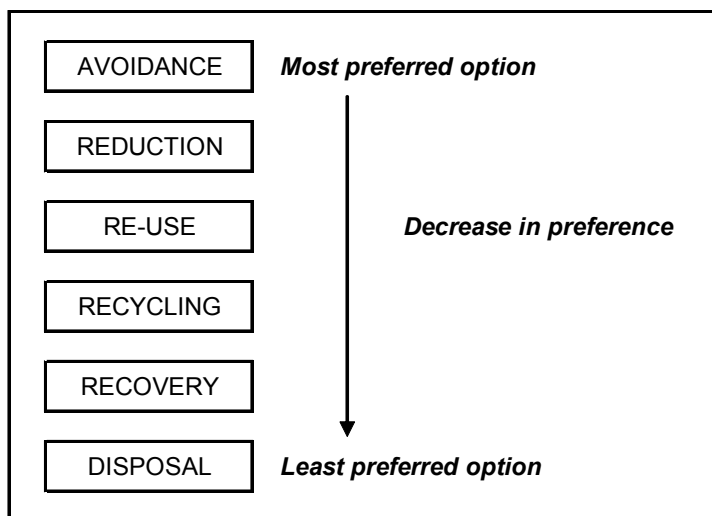 AVOIDANCE Most preferred option
REDUCTION
RE-USE Decrease in preference
RECYCLING
RECOVERY
DISPOSAL Least preferred option